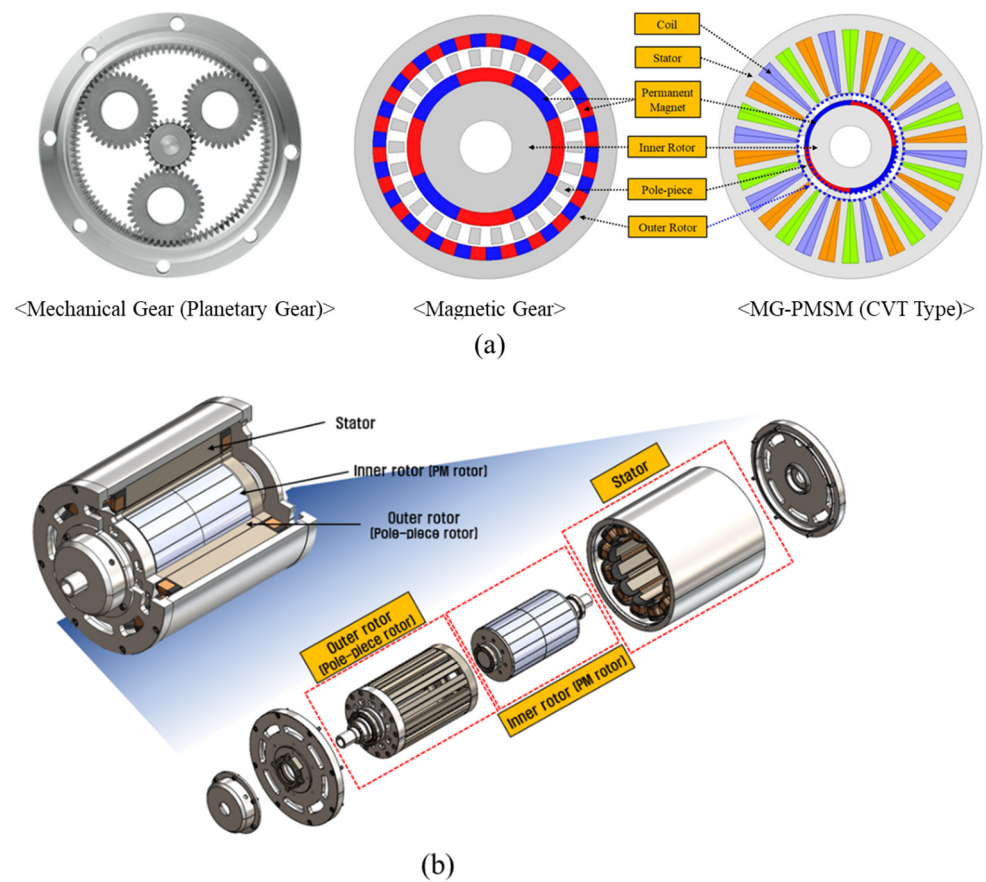 Coil
Stator
Permanent
Magnet
Inner Rotor
Pole-piece
Outer Rotor
<Mechanical Gear (Planetary Gear)>
<Magnetic Gear>
<MG-PMSM (CVT Type)>
(a)
Stator
Inner rotor (PM rotor)
Outer rotor
(Pole-piece rotor)
Stator
Outer rotor
(Pole-piece rotor)
Inner rotor (PM rotor)
(b)